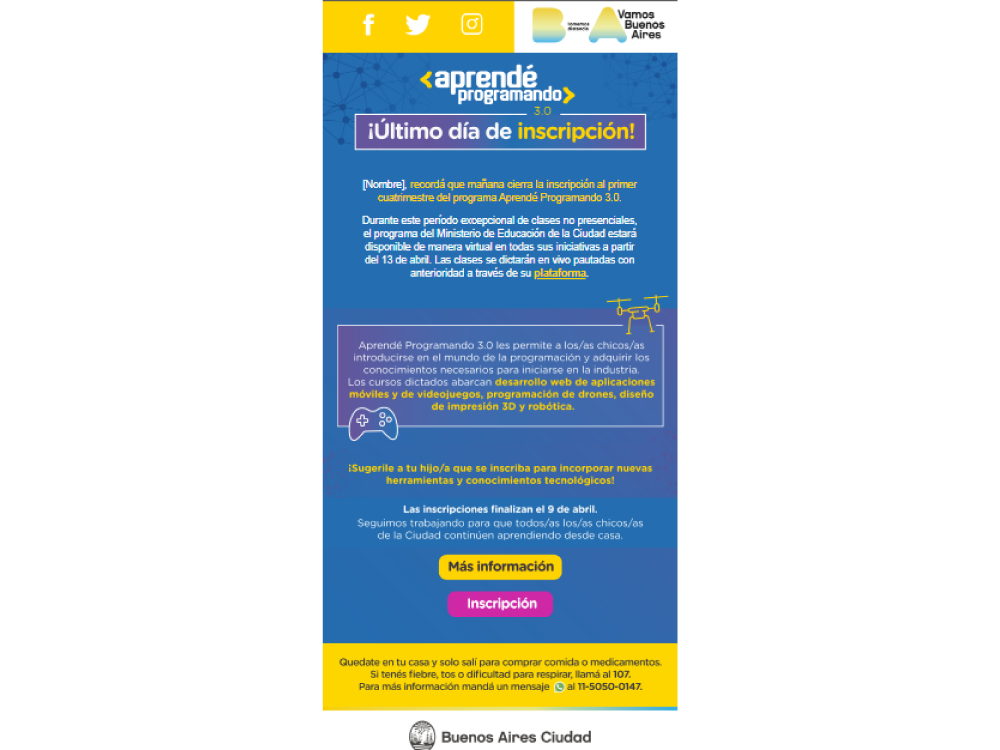 Vamos
Buenos
Aires
<aprendé
programando>
3.0
¡Último día de inscripción!
[Nombre], recordá que mañana cierra la inscripción al primer
cuatrimestre del programa Aprendé Programando 3.0.
Durante este período excepcional de clases no presenciales,
el programa del Ministerio de Educación de la Ciudad estará
disponible de manera virtual en todas sus iniciativas a partir
del 13 de abril. Las clases se dictarán en vivo pautadas con
anterioridad a través de su plataforma.
Aprendé Programando 3.0 les permite a los/as chicos/as
introducirse en el mundo de la programación y adquirir los
conocimientos necesarios para iniciarse en la industria.
Los cursos dictados abarcan desarrollo web de aplicaciones
móviles y de videojuegos, programación de drones, diseño
de impresión 3D y robótica.
¡Sugerile a tu hijo/a que se inscriba para incorporar nuevas
herramientas y conocimientos tecnológicos!
Las inscripciones finalizan el 9 de abril.
Seguimos trabajando para que todos/as los/as chicos/as
de la Ciudad continúen aprendiendo desde casa.
Más información
Inscripción
Quedate en tu casa y solo salí para comprar comida o medicamentos.
Si tenés fiebre, tos o dificultad para respirar, llamá al 107.
Para más información mandá un mensaje al 11-5050-0147.
Buenos Aires Ciudad